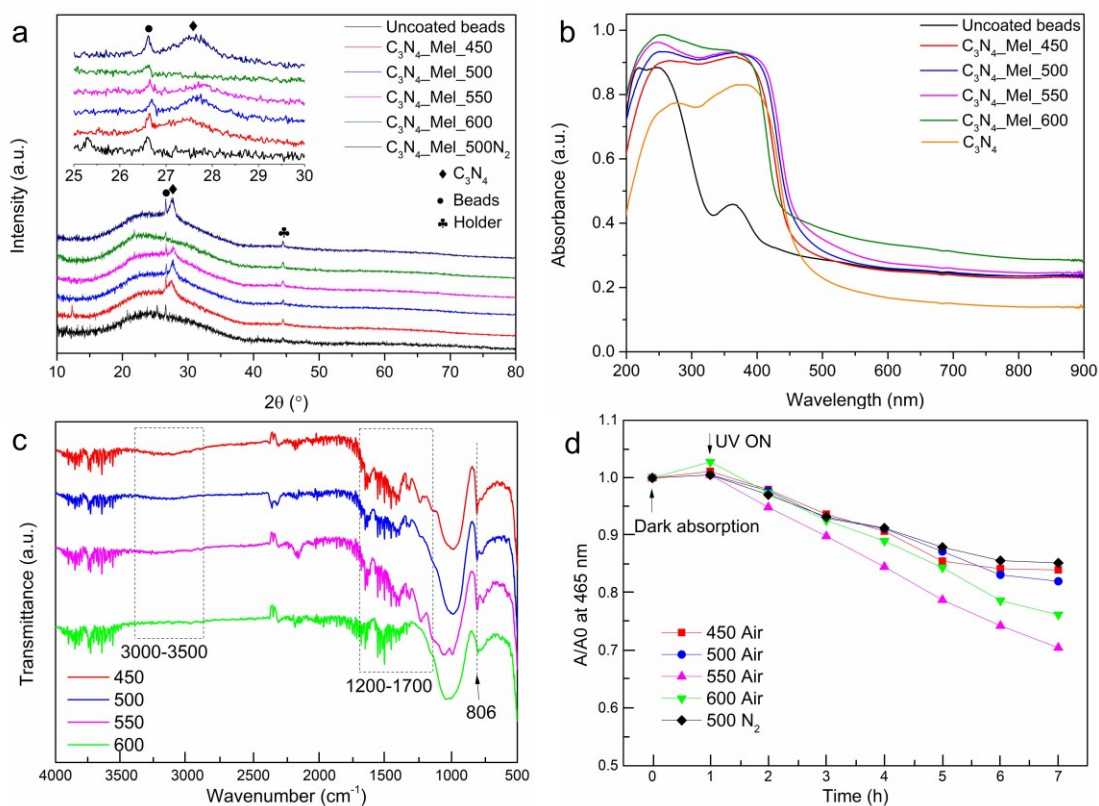 a
Uncoated beads
C₃N₄_Mel_450
C₃N₄_Mel_500
C₃N₄_Mel_550
C₃N₄_Mel_600
C₃N₄_Mel_500N₂
25 26 27 28 29 30
♦ C₃N₄
● Beads
♣ Holder
Intensity (a.u.)
10 20 30 40 50 60 70 80
2θ (°)
b
Uncoated beads
C₃N₄_Mel_450
C₃N₄_Mel_500
C₃N₄_Mel_550
C₃N₄_Mel_600
C₃N₄
Absorbance (a.u.)
1.0
0.8
0.6
0.4
0.2
0.0
200 300 400 500 600 700 800 900
Wavelength (nm)
c
Transmittance (a.u.)
3000-3500
1200-1700
806
450
500
550
600
4000 3500 3000 2500 2000 1500 1000 500
Wavenumber (cm⁻¹)
d
A/A0 at 465 nm
1.1
1.0
0.9
0.8
0.7
0.6
0.5
UV ON
Dark absorption
450 Air
500 Air
550 Air
600 Air
500 N₂
0 1 2 3 4 5 6 7
Time (h)